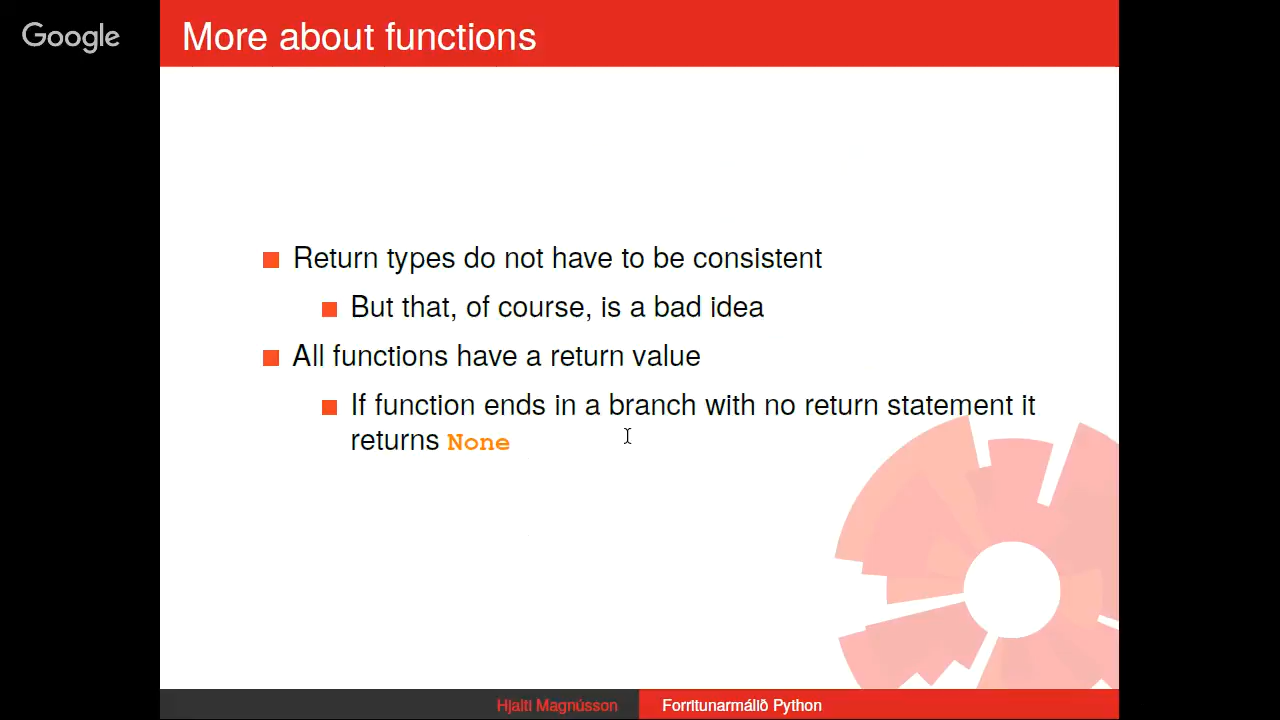 Google
More about functions
Return types do not have to be consistent
But that, of course, is a bad idea
All functions have a return value
If function ends in a branch with no return statement it
returns None
Hjalti Magnússon
Forritunarmálið Python